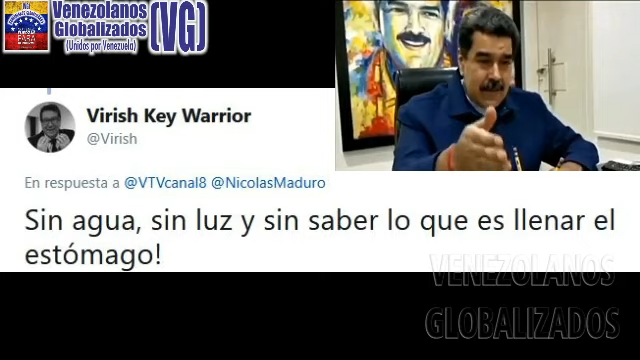 Venezolanos
Globalizados
(Unidos por Venezuela)
(VG)
Virish Key Warrior
@Virish
En respuesta a @VTVcanal8 @NicolasMaduro
Sin agua, sin luz y sin saber lo que es llenar el
estómago!
VENEZOLANOS
GLOBALIZADOS